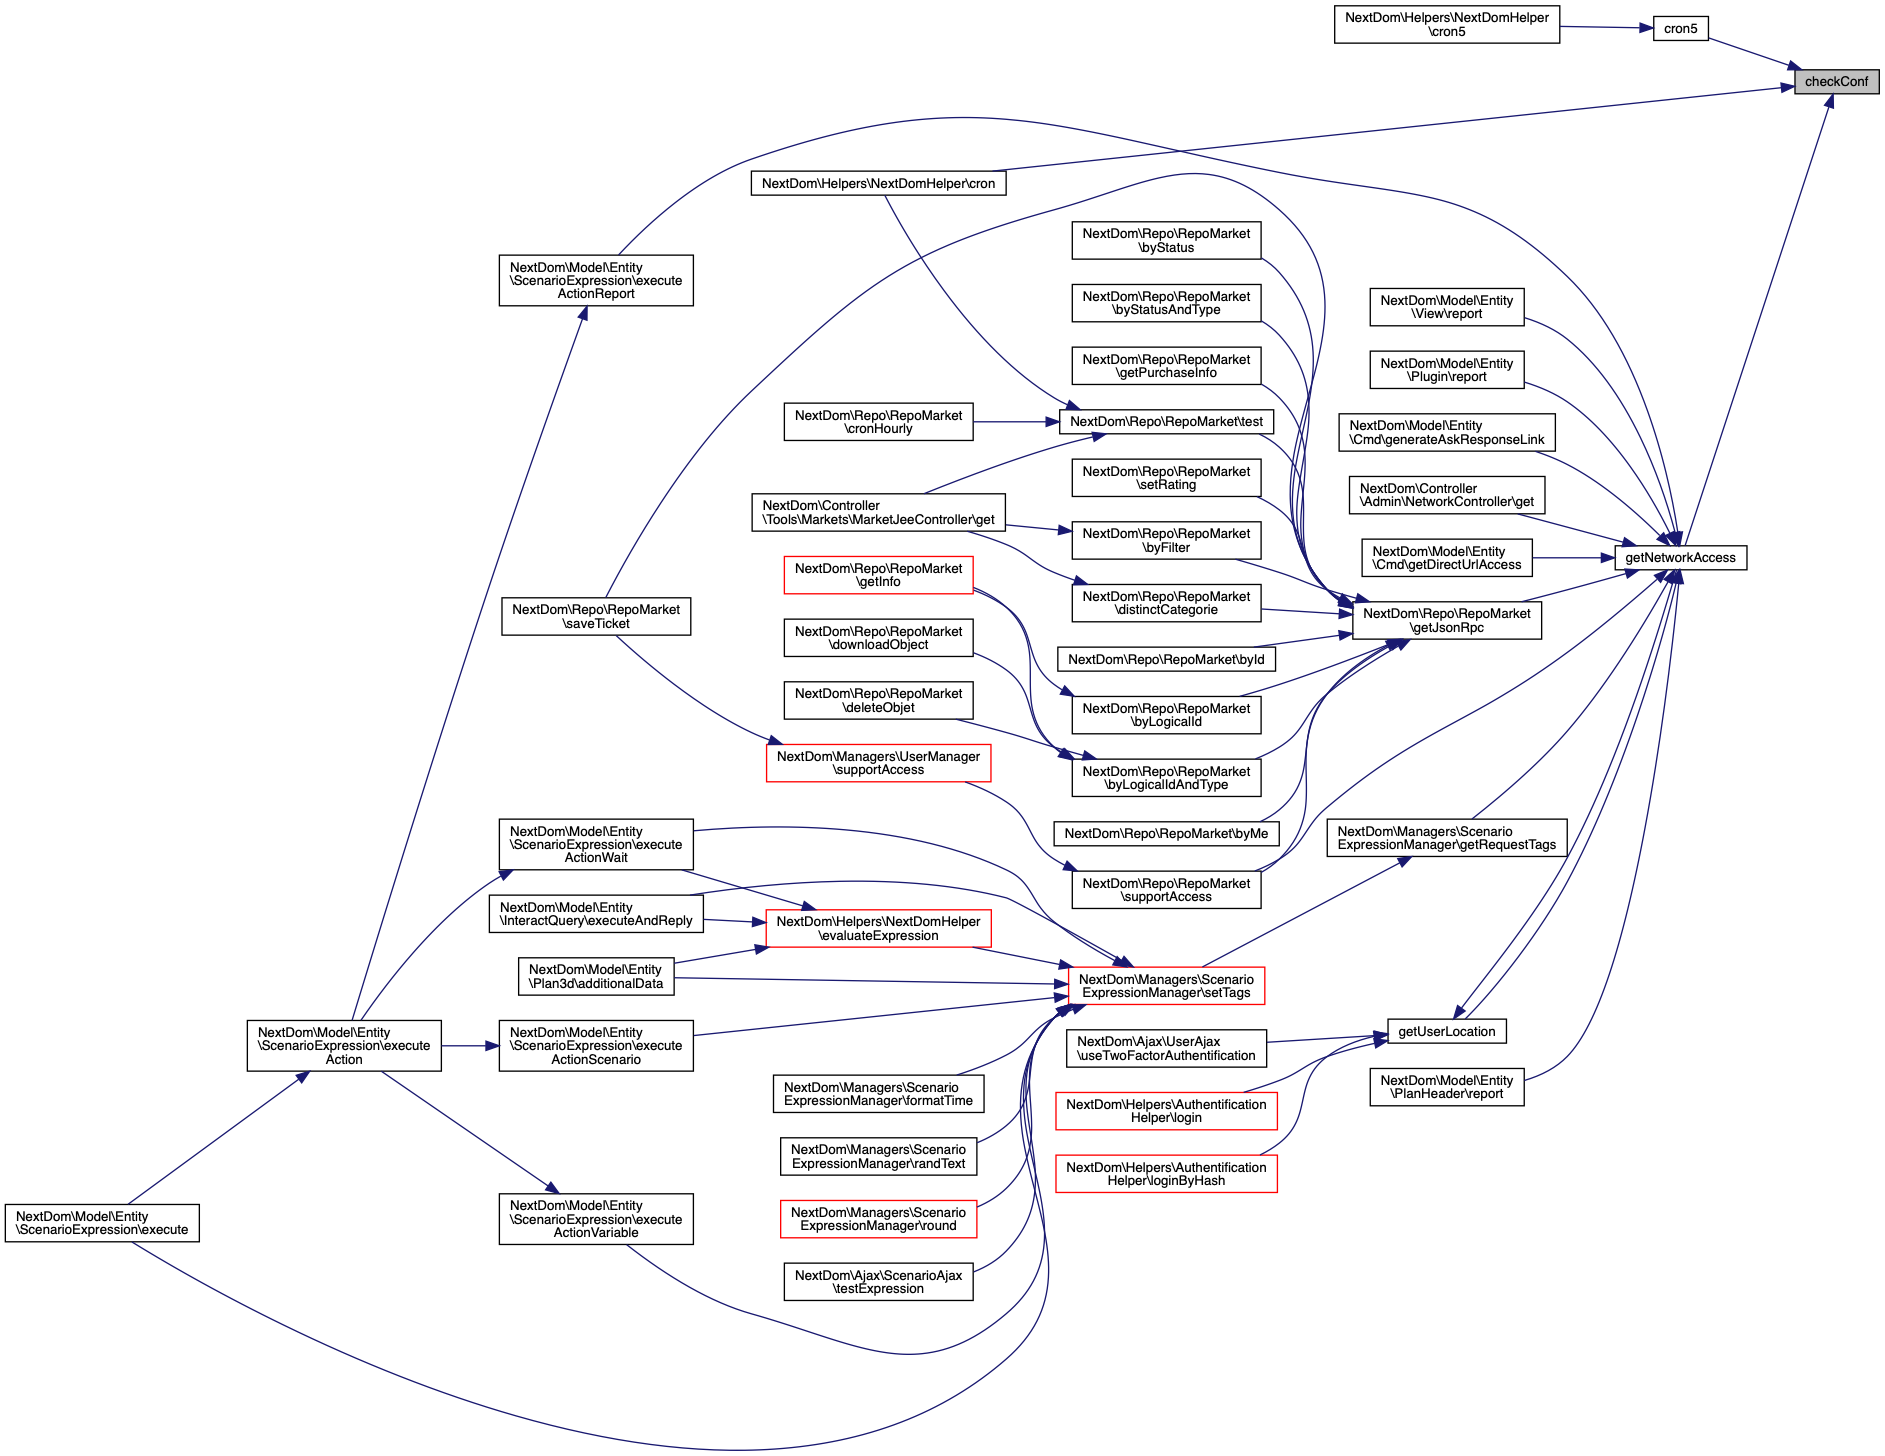 NextDom\Helpers\NextDomHelper
\cron5
cron5
checkConf
NextDom\Helpers\NextDomHelper\cron
NextDom\Model\Entity
\ScenarioExpression\execute
ActionReport
NextDom\Repo\RepoMarket
\byStatus
NextDom\Repo\RepoMarket
\byStatusAndType
NextDom\Repo\RepoMarket
\getPurchaseInfo
NextDom\Model\Entity
\View\report
NextDom\Model\Entity
\Plugin\report
NextDom\Repo\RepoMarket
\cronHourly
NextDom\Repo\RepoMarket\test
NextDom\Model\Entity
\Cmd\generateAskResponseLink
NextDom\Repo\RepoMarket
\setRating
NextDom\Controller
\Admin\NetworkController\get
NextDom\Controller
\Tools\Markets\MarketJeeController\get
NextDom\Repo\RepoMarket
\byFilter
NextDom\Model\Entity
\Cmd\getDirectUrlAccess
getNetworkAccess
NextDom\Repo\RepoMarket
\getInfo
NextDom\Repo\RepoMarket
\distinctCategorie
NextDom\Repo\RepoMarket
\getJsonRpc
NextDom\Repo\RepoMarket
\saveTicket
NextDom\Repo\RepoMarket
\downloadObject
NextDom\Repo\RepoMarket\byId
NextDom\Repo\RepoMarket
\deleteObjet
NextDom\Repo\RepoMarket
\byLogicalId
NextDom\Managers\UserManager
\supportAccess
NextDom\Repo\RepoMarket
\byLogicalIdAndType
NextDom\Repo\RepoMarket\byMe
NextDom\Managers\Scenario
ExpressionManager\getRequestTags
NextDom\Model\Entity
\ScenarioExpression\execute
ActionWait
NextDom\Repo\RepoMarket
\supportAccess
NextDom\Model\Entity
\InteractQuery\executeAndReply
NextDom\Helpers\NextDomHelper
\evaluateExpression
NextDom\Model\Entity
\Plan3d\additionalData
NextDom\Managers\Scenario
ExpressionManager\setTags
NextDom\Model\Entity
\ScenarioExpression\execute
Action
NextDom\Model\Entity
\ScenarioExpression\execute
ActionScenario
NextDom\Ajax\UserAjax
\useTwoFactorAuthentification
getUserLocation
NextDom\Managers\Scenario
ExpressionManager\formatTime
NextDom\Helpers\Authentification
Helper\login
NextDom\Model\Entity
\PlanHeader\report
NextDom\Managers\Scenario
ExpressionManager\randText
NextDom\Helpers\Authentification
Helper\loginByHash
NextDom\Model\Entity
\ScenarioExpression\execute
NextDom\Model\Entity
\ScenarioExpression\execute
ActionVariable
NextDom\Managers\Scenario
ExpressionManager\round
NextDom\Ajax\ScenarioAjax
\testExpression